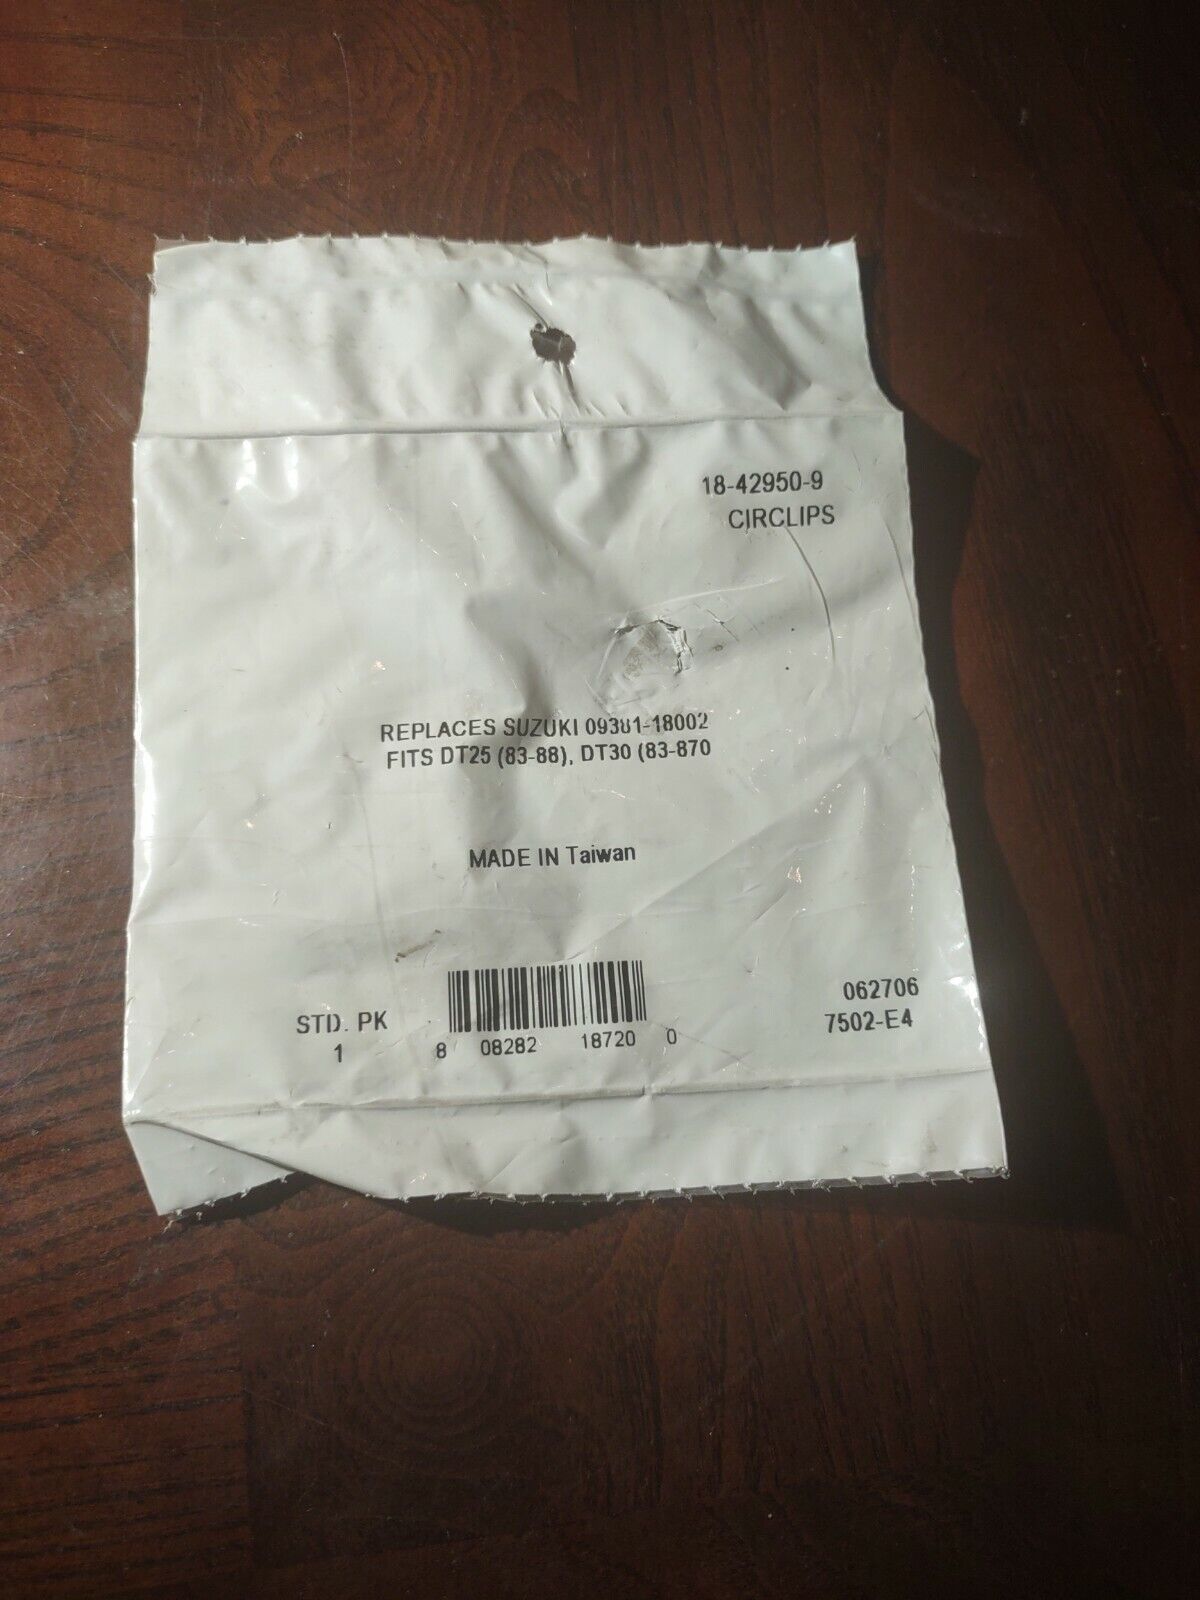 18-42950-9
CIRCLIPS
REPLACES SUZUKI 09381-18002
FITS DT25 (83-88), DT30 (83-870
MADE IN Taiwan
STD. PK
1
8 08282 18720 0
062706
7502-E4